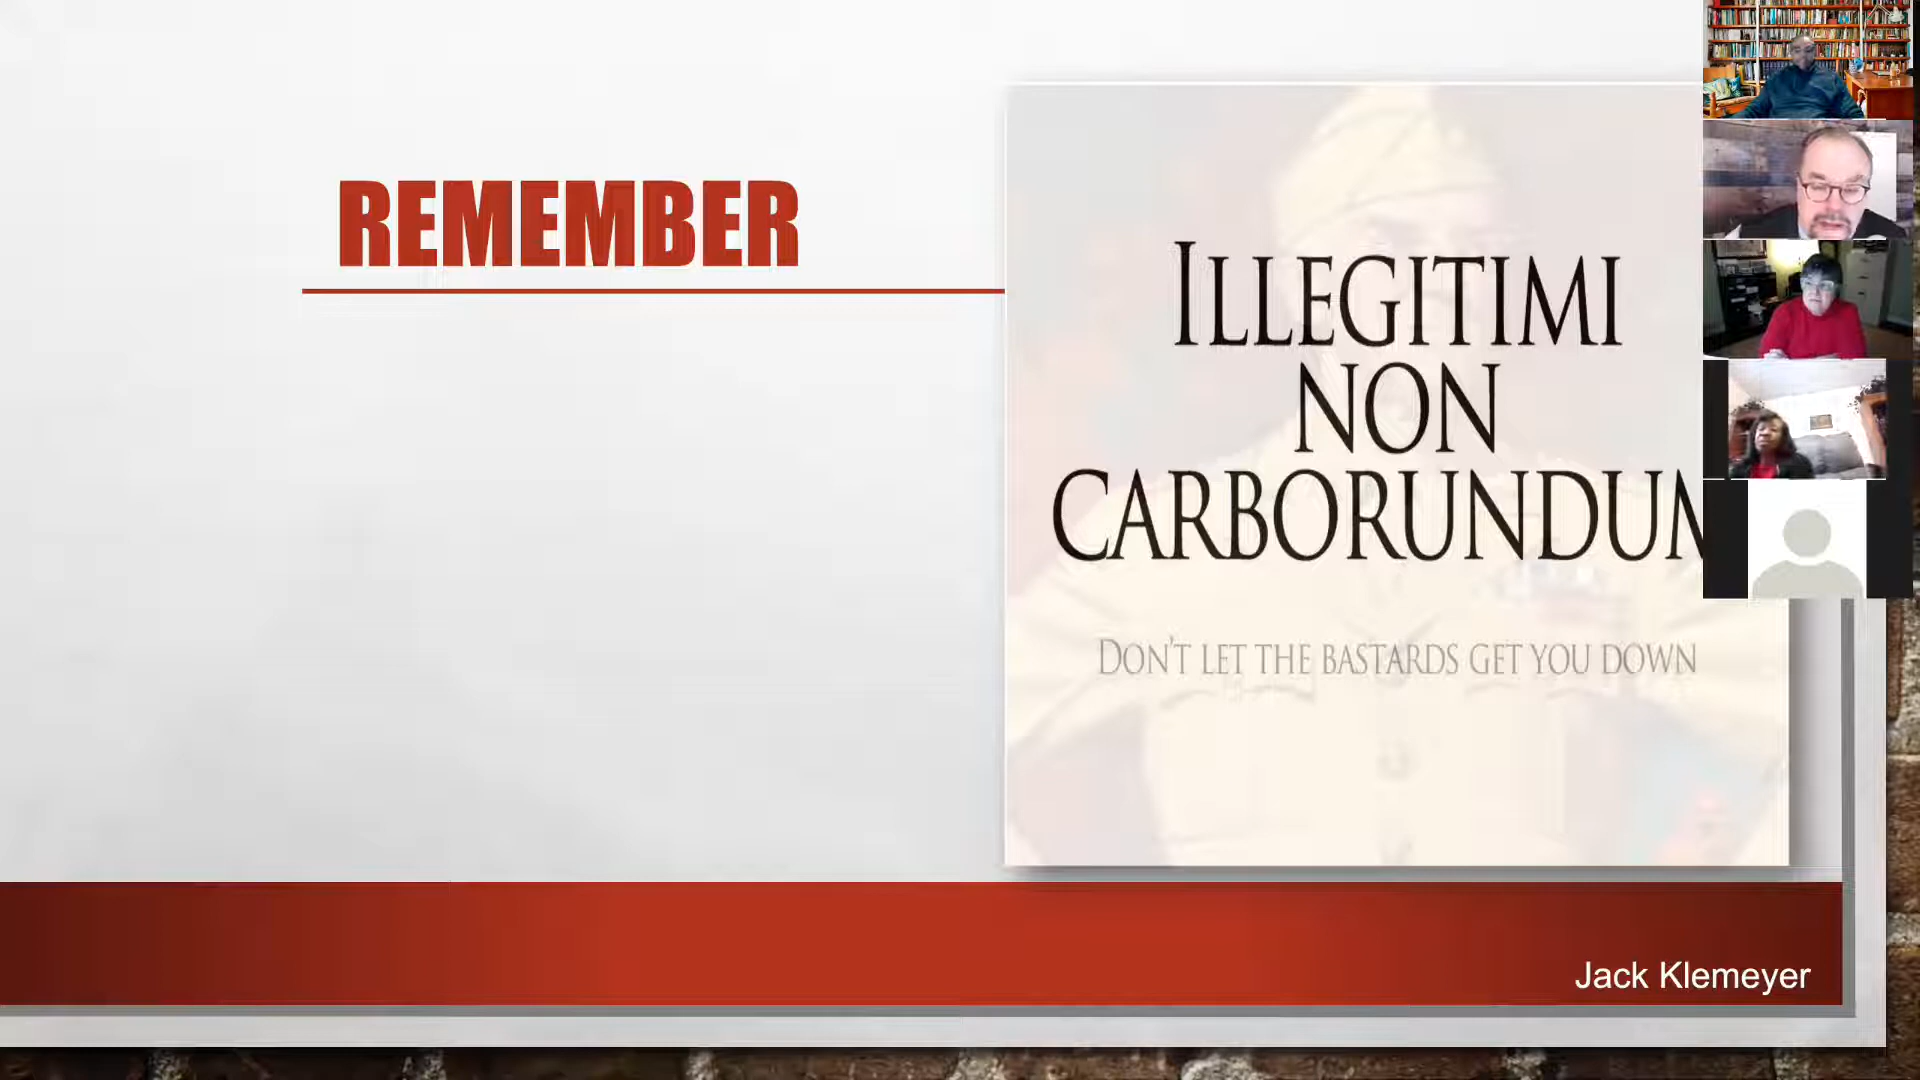 REMEMBER
ILLEGITIMI
NON
CARBORUNDUM
DON'T LET THE BASTARDS GET YOU DOWN
Jack Klemeyer